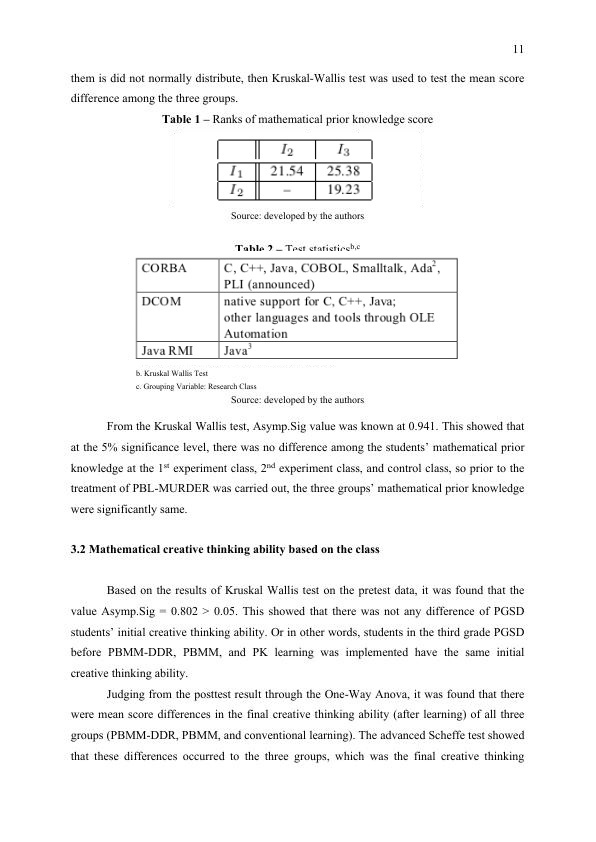 11
them is did not normally distribute, then Kruskal-Wallis test was used to test the mean score
difference among the three groups.
Table 1 – Ranks of mathematical prior knowledge score
I₂ I₃
I₁ 21.54 25.38
I₂ – 19.23
Source: developed by the authors
Table 2 – Test statisticsᵇ,ᶜ
CORBA C, C++, Java, COBOL, Smalltalk, Ada²,
PLI (announced)
DCOM native support for C, C++, Java;
other languages and tools through OLE
Automation
Java RMI Java³
b. Kruskal Wallis Test
c. Grouping Variable: Research Class
Source: developed by the authors
From the Kruskal Wallis test, Asymp.Sig value was known at 0.941. This showed that
at the 5% significance level, there was no difference among the students’ mathematical prior
knowledge at the 1ˢᵗ experiment class, 2ⁿᵈ experiment class, and control class, so prior to the
treatment of PBL-MURDER was carried out, the three groups’ mathematical prior knowledge
were significantly same.
3.2 Mathematical creative thinking ability based on the class
Based on the results of Kruskal Wallis test on the pretest data, it was found that the
value Asymp.Sig = 0.802 > 0.05. This showed that there was not any difference of PGSD
students’ initial creative thinking ability. Or in other words, students in the third grade PGSD
before PBMM-DDR, PBMM, and PK learning was implemented have the same initial
creative thinking ability.
Judging from the posttest result through the One-Way Anova, it was found that there
were mean score differences in the final creative thinking ability (after learning) of all three
groups (PBMM-DDR, PBMM, and conventional learning). The advanced Scheffe test showed
that these differences occurred to the three groups, which was the final creative thinking